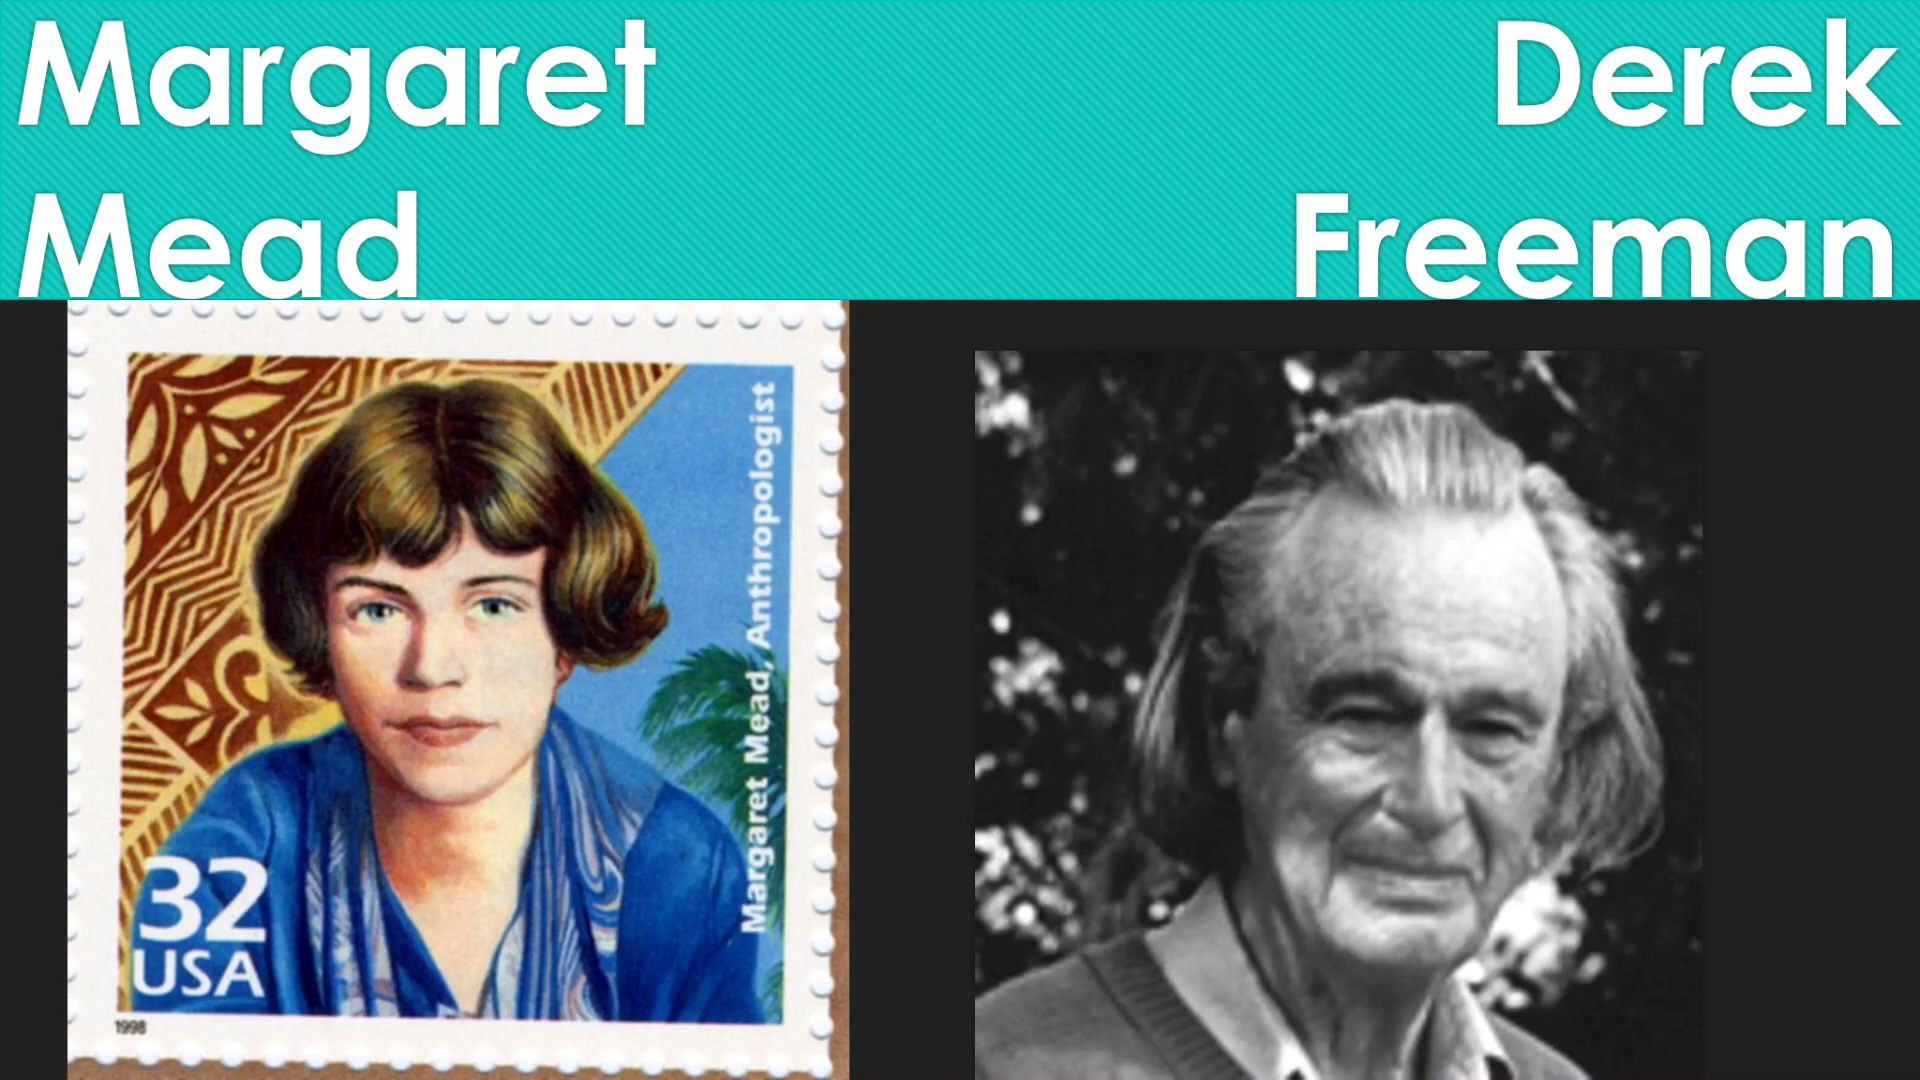 Margaret
Mead
Derek
Freeman
Margaret Mead, Anthropologist
32
USA
1998